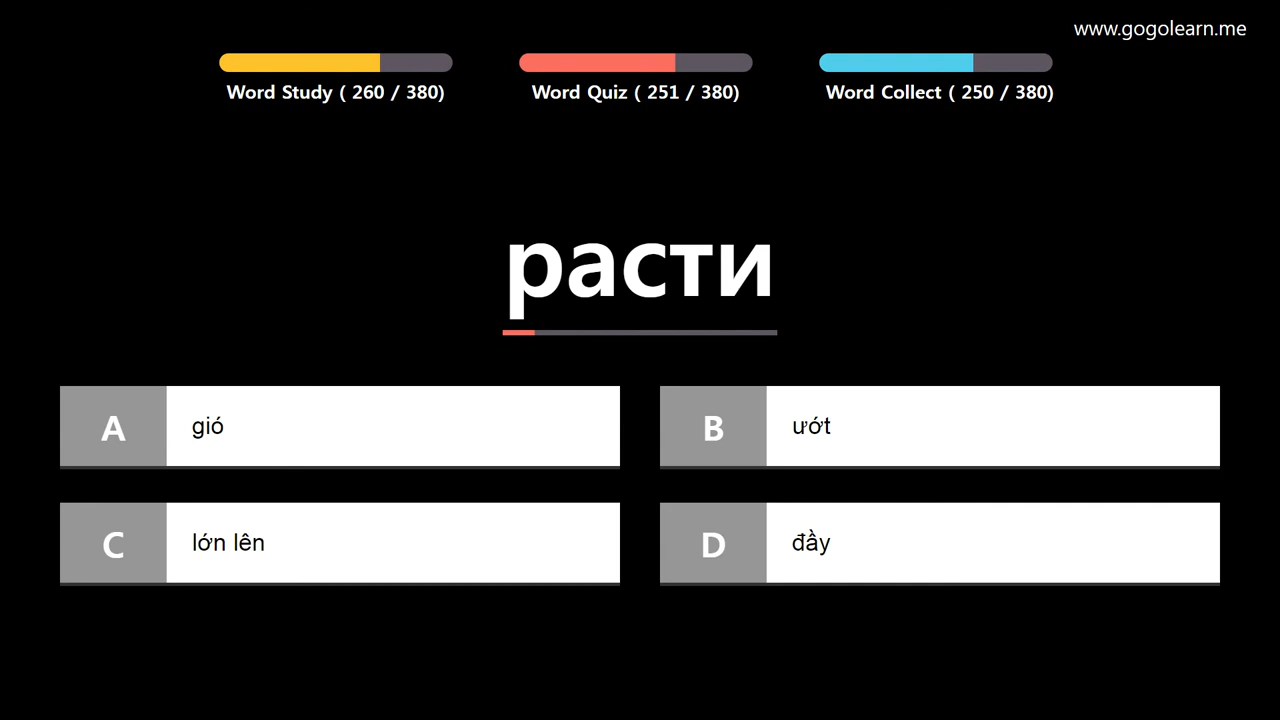 www.gogolearn.me
Word Study ( 260 / 380)
Word Quiz ( 251 / 380)
Word Collect ( 250 / 380)
расти
A gió
B ướt
C lớn lên
D đầy